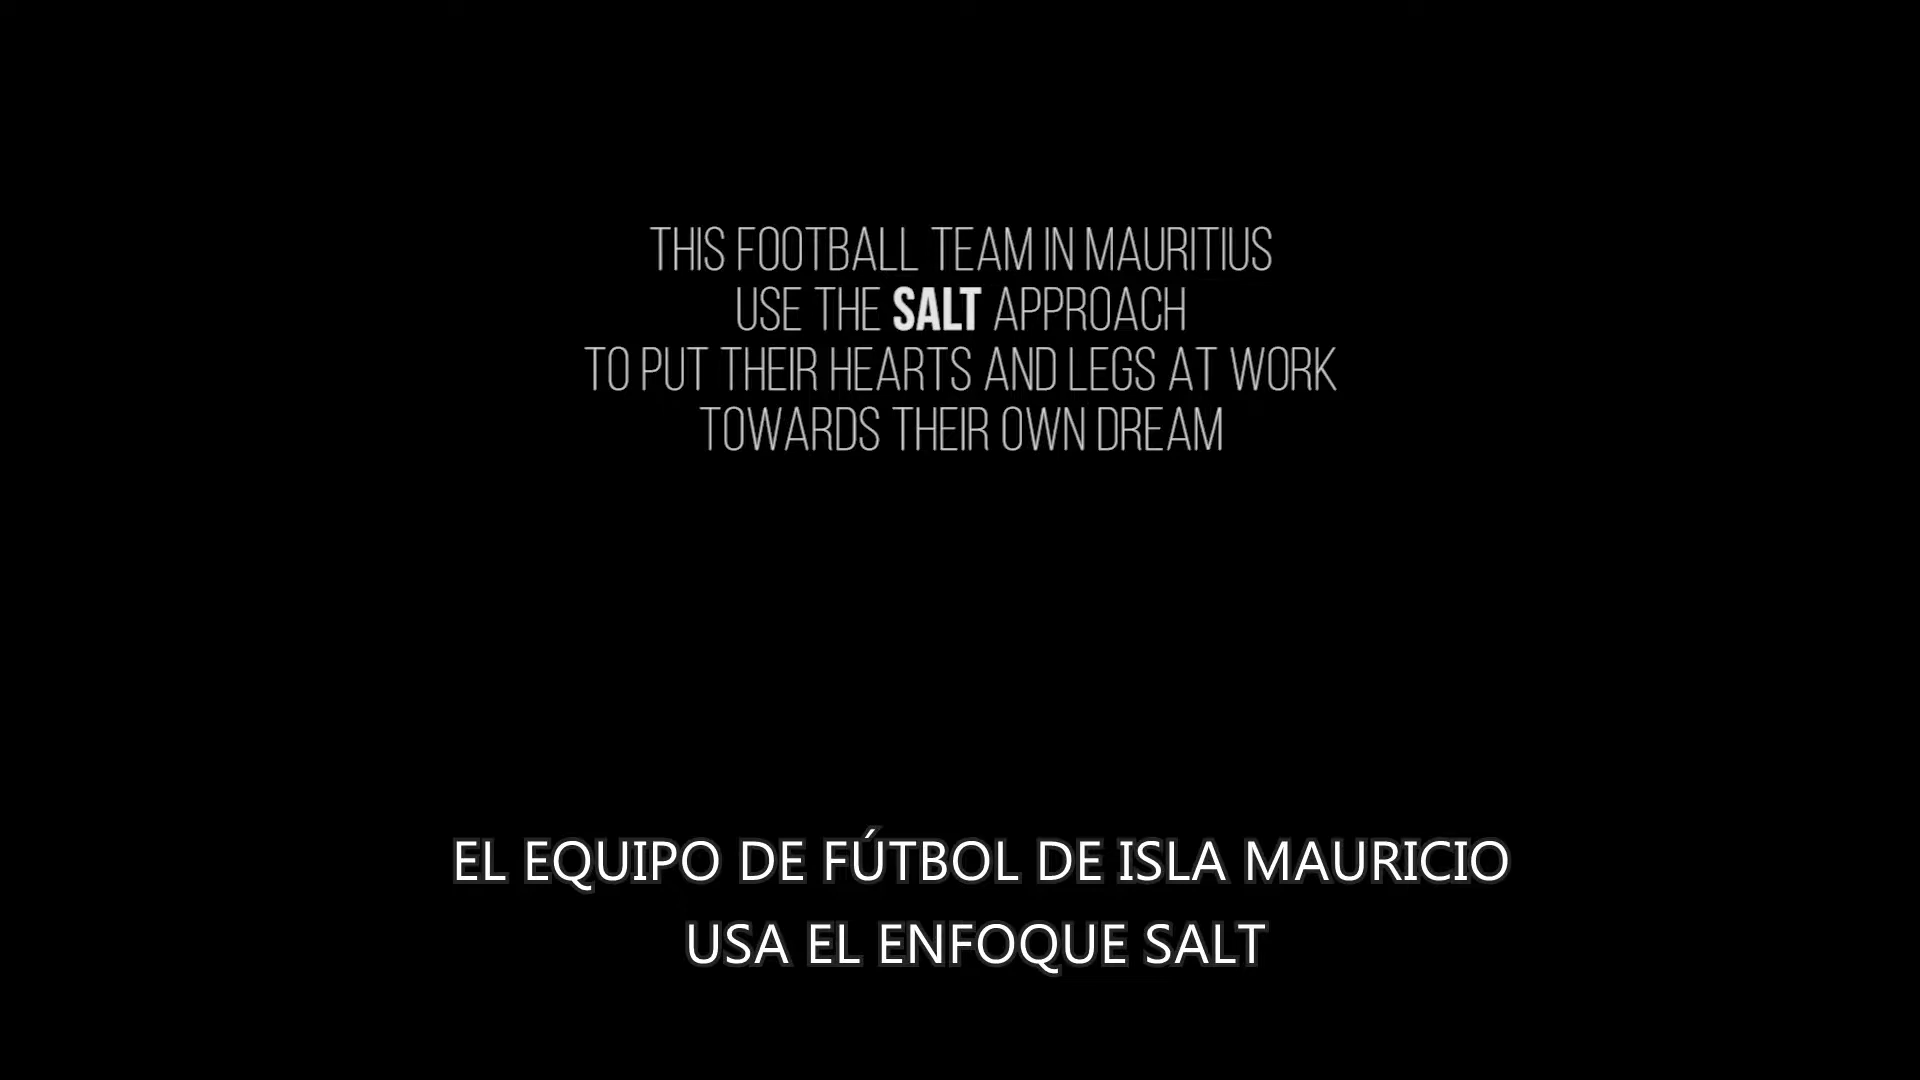 THIS FOOTBALL TEAM IN MAURITIUS
USE THE SALT APPROACH
TO PUT THEIR HEARTS AND LEGS AT WORK
TOWARDS THEIR OWN DREAM
EL EQUIPO DE FÚTBOL DE ISLA MAURICIO
USA EL ENFOQUE SALT